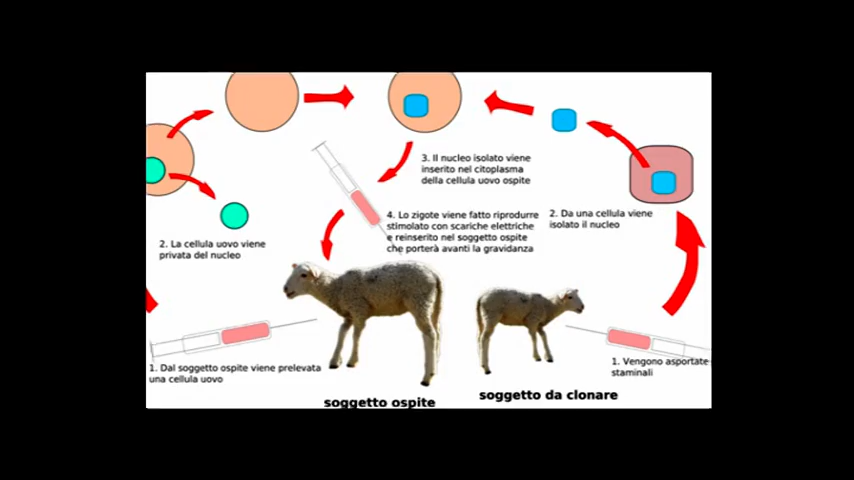 3. Il nucleo isolato viene
inserito nel citoplasma
della cellula uovo ospite
4. Lo zigote viene fatto riprodurre
stimolato con scariche elettriche
e reinserito nel soggetto ospite
che porterà avanti la gravidanza
2. Da una cellula viene
isolato il nucleo
2. La cellula uovo viene
privata del nucleo
1. Dal soggetto ospite viene prelevata
una cellula uovo
1. Vengono asportate
staminali
soggetto ospite
soggetto da clonare